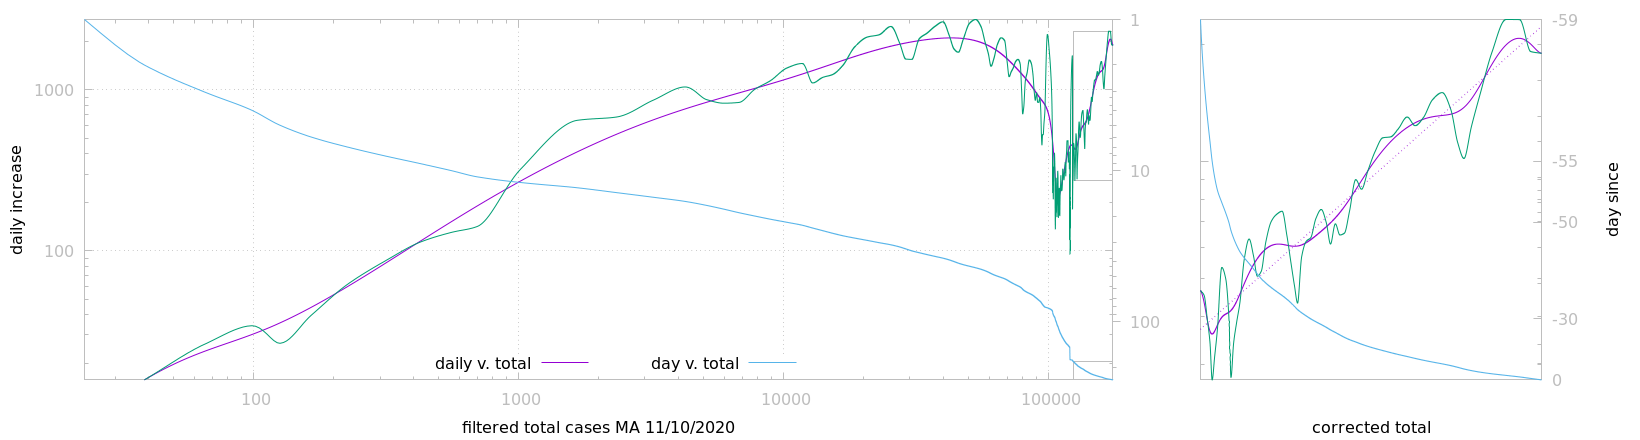 daily increase
1000
100
daily v. total
day v. total
100
1000
10000
100000
filtered total cases MA 11/10/2020
1
10
100
-59
-55
-50
-30
0
day since
corrected total